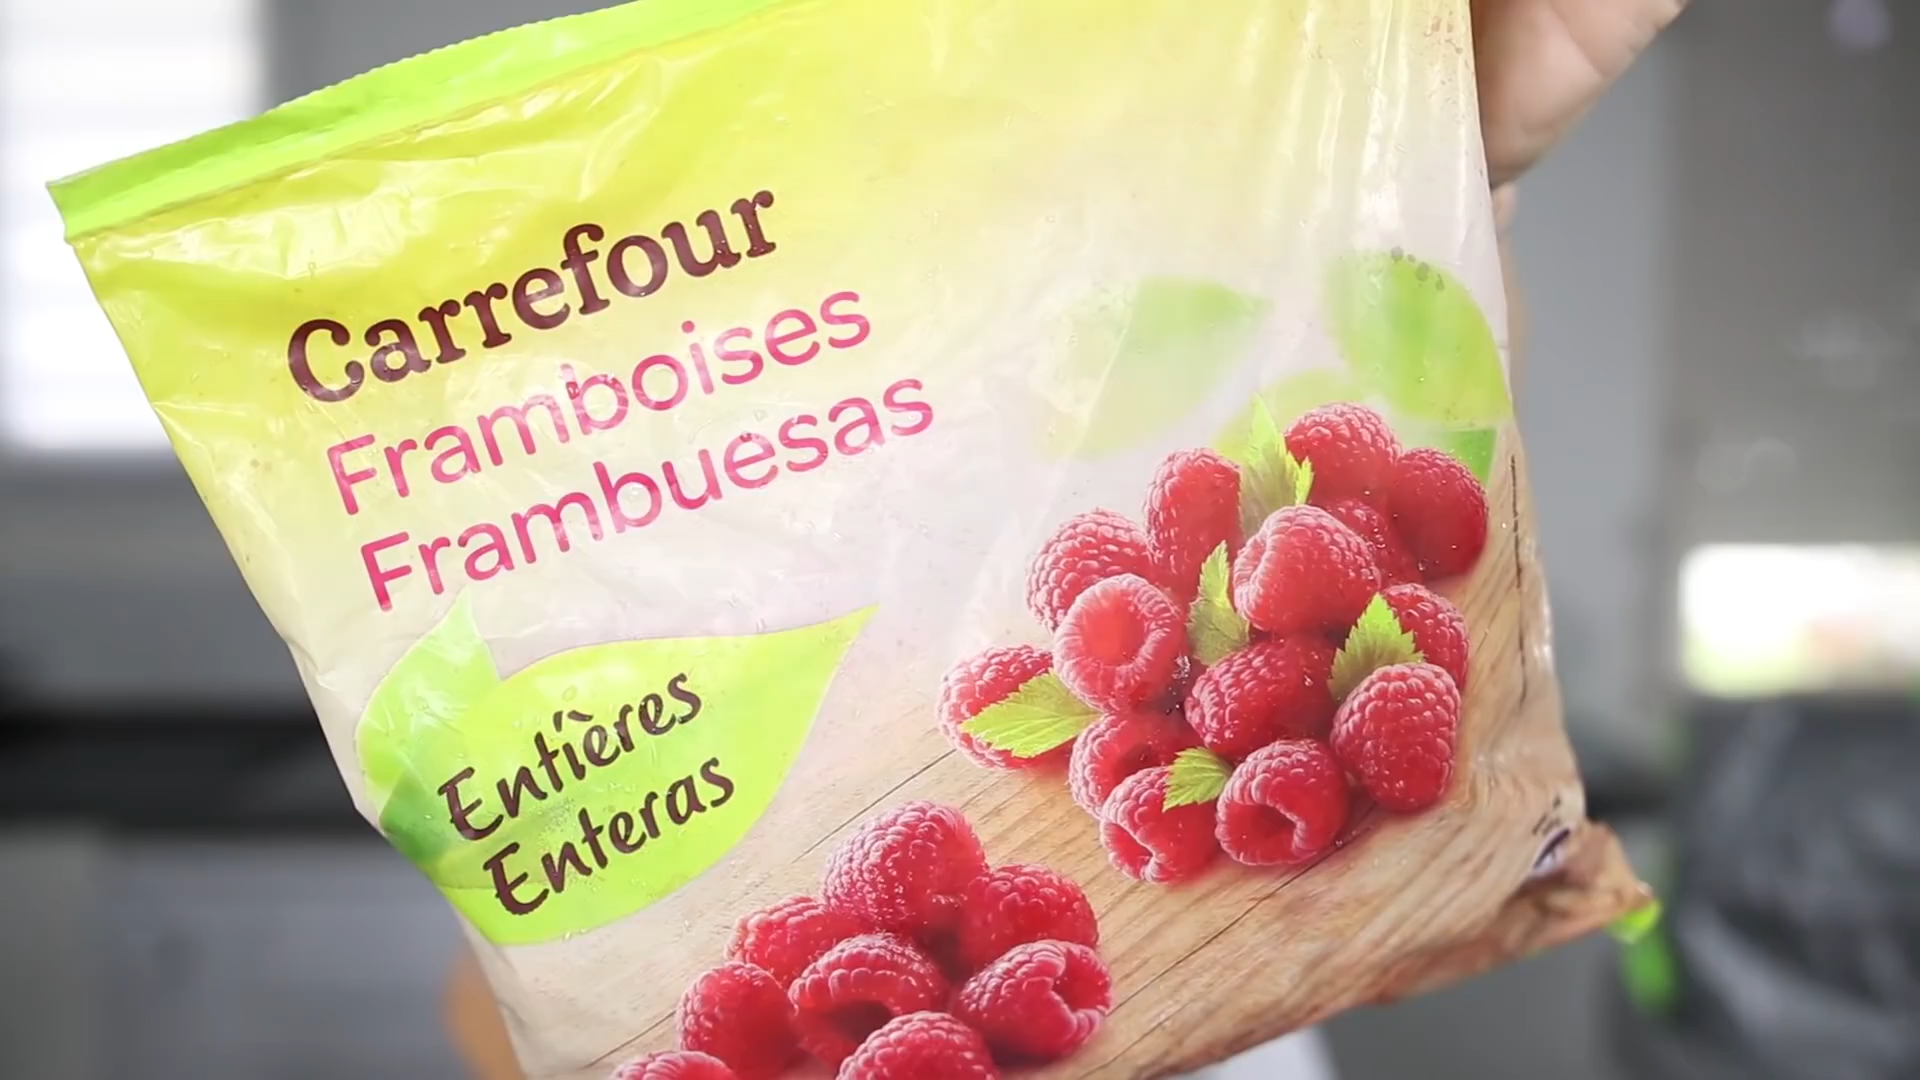 Carrefour
Framboises
Frambuesas
Entières
Enteras